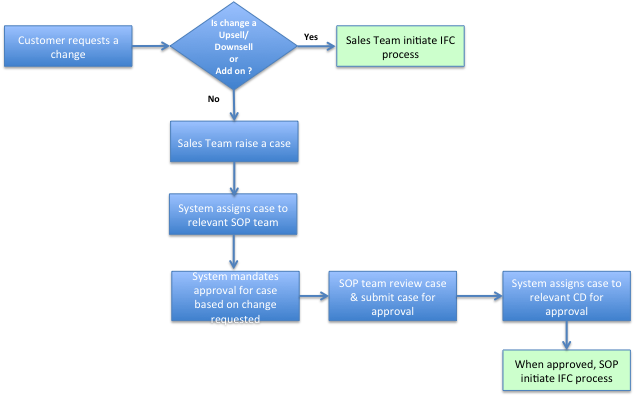 Customer requests a
change
Is change a
Upsell/
Downsell
or
Add on ?
Yes
Sales Team initiate IFC
process
No
Sales Team raise a case
System assigns case to
relevant SOP team
System mandates
approval for case
based on change
requested
SOP team review case
& submit case for
approval
System assigns case to
relevant CD for
approval
When approved, SOP
initiate IFC process